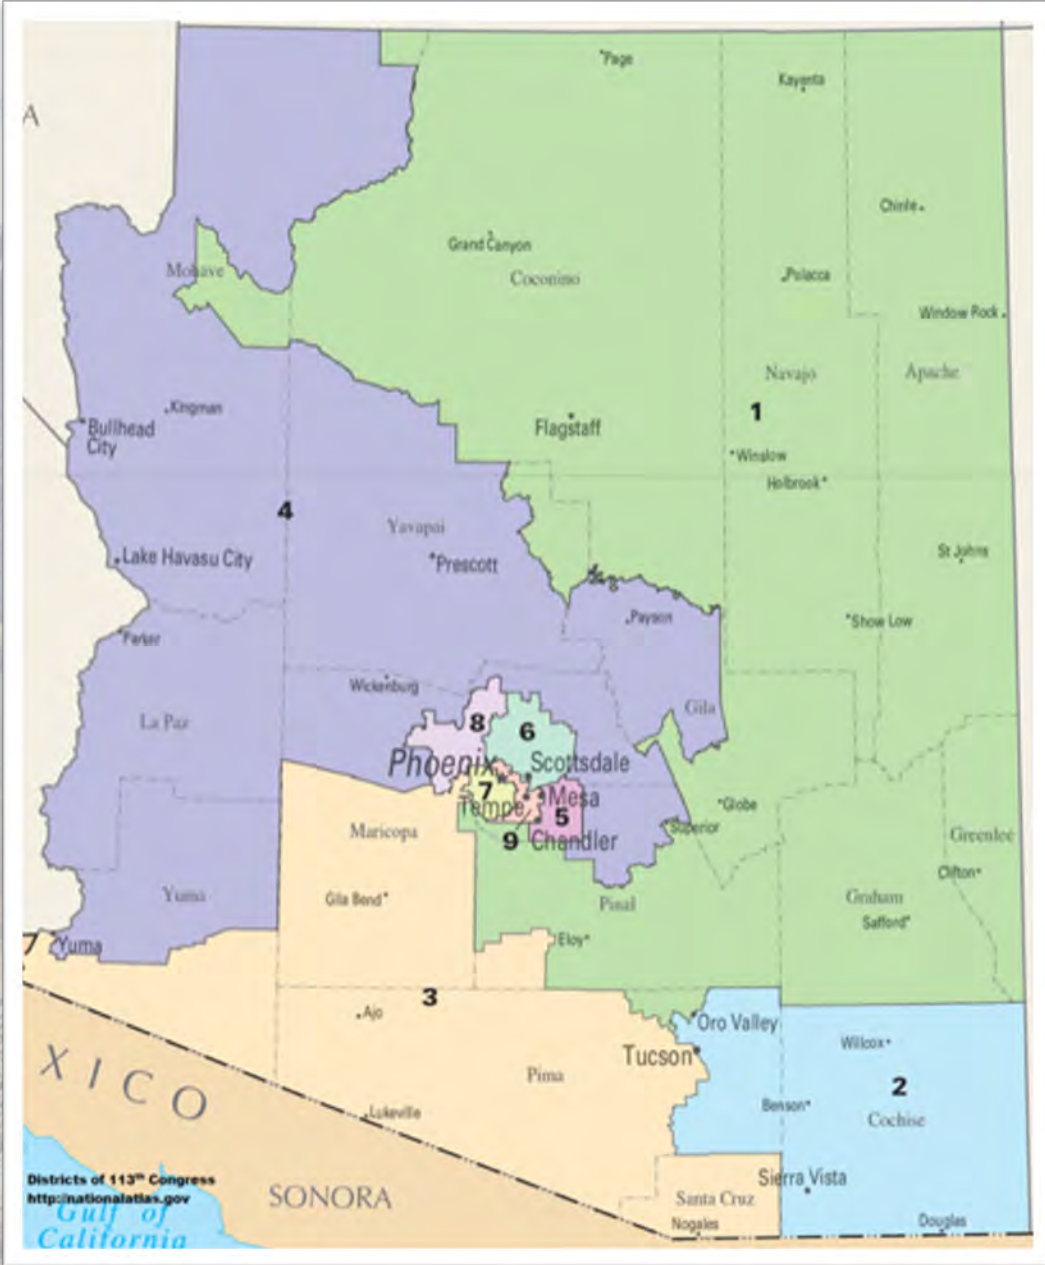 A
Page
Kayenta
Chinle
Grand Canyon
Mohave
Coconino
Polacca
Window Rock
Navajo
Apache
Kingman
1
Bullhead
City
Flagstaff
Winslow
Holbrook
4
Yavapai
Lake Havasu City
Prescott
St Johns
Payson
Show Low
Parker
Wickenburg
La Paz
Gila
8
6
Phoenix
Scottsdale
7
Mesa
Tempe
5
Globe
Maricopa
Superior
9
Chandler
Greenlee
Clifton
Yuma
Gila Bend
Pinal
Graham
Safford
7
Yuma
Eloy
3
Ajo
Oro Valley
Willcox
Tucson
XICO
Pima
2
Benson
Cochise
Lukeville
Districts of 113th Congress
http://nationalatlas.gov
SONORA
Sierra Vista
Santa Cruz
Gulf of
California
Nogales
Douglas